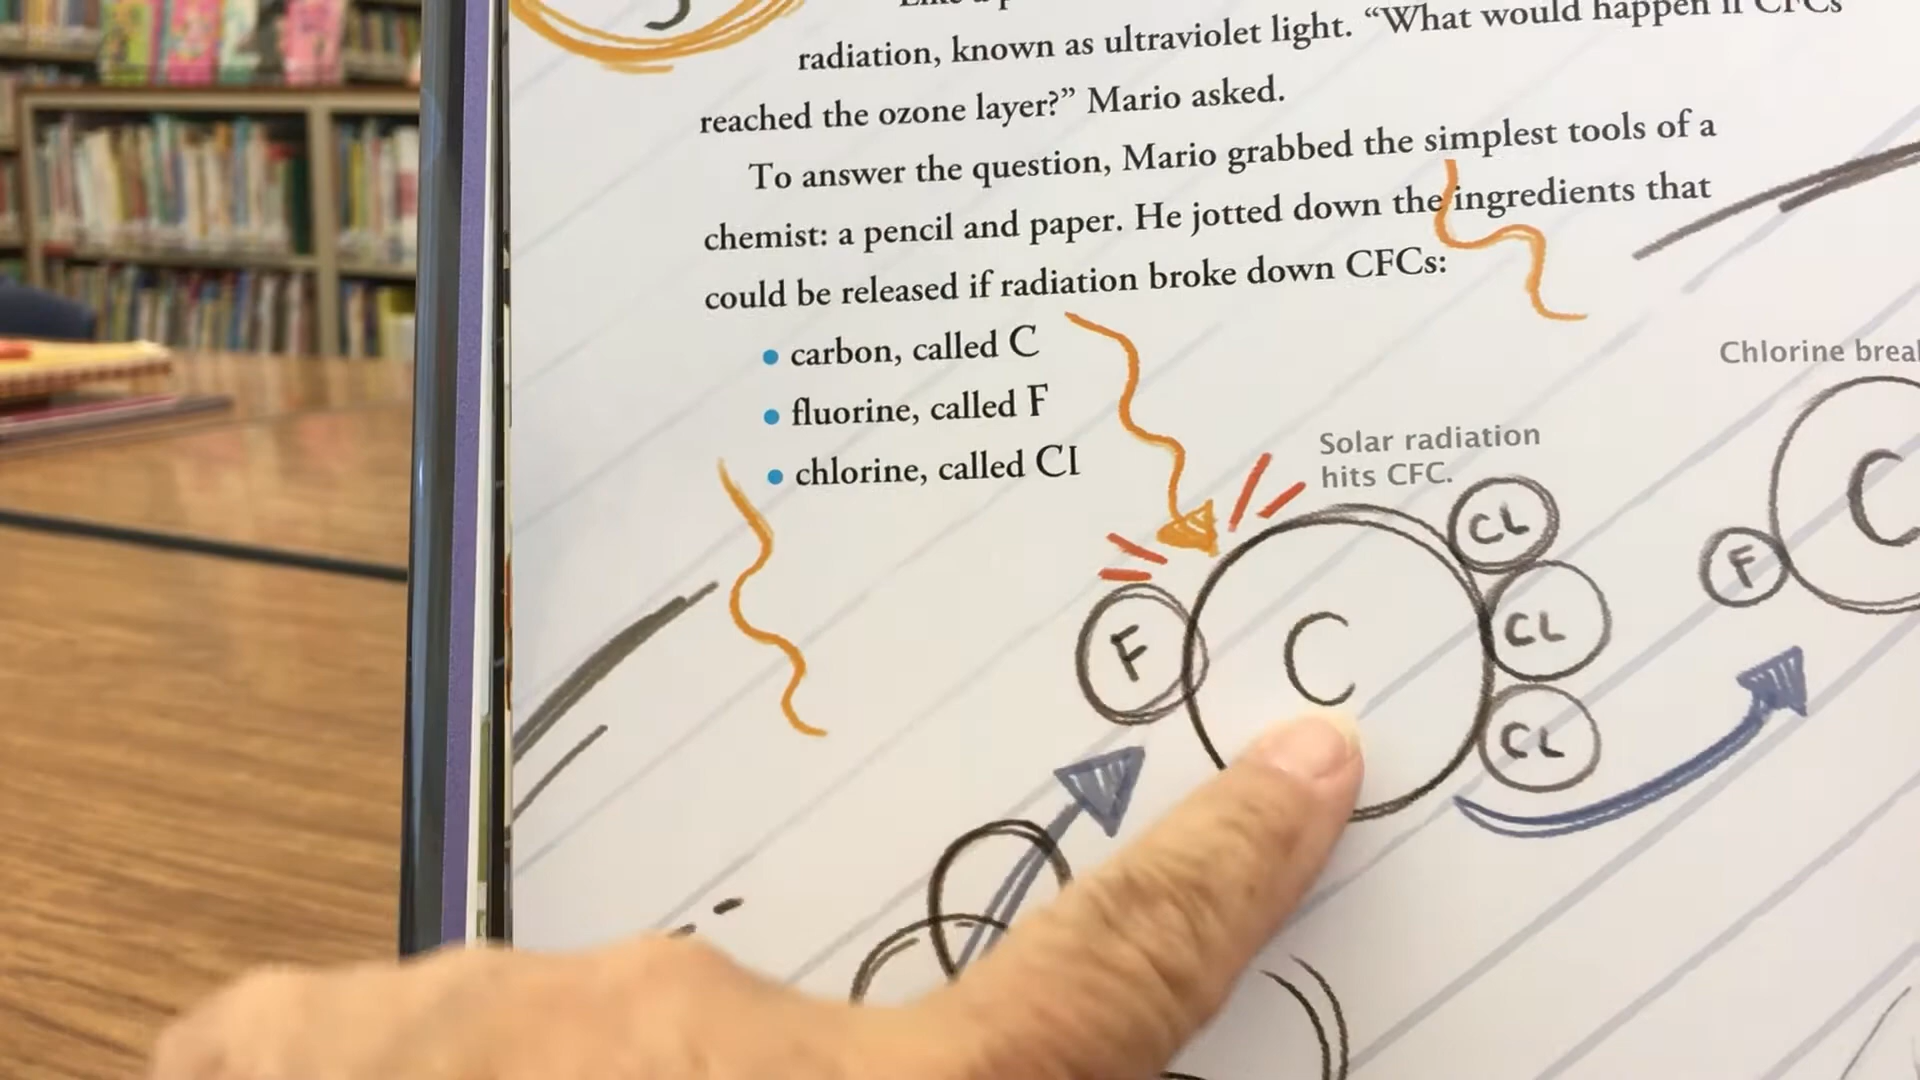 radiation, known as ultraviolet light. “What would happen if CFCs
reached the ozone layer?” Mario asked.
To answer the question, Mario grabbed the simplest tools of a
chemist: a pencil and paper. He jotted down the ingredients that
could be released if radiation broke down CFCs:
• carbon, called C
• fluorine, called F
• chlorine, called CI
Chlorine
Solar radiation
hits CFC.
CL
C
F
CL
F
C
CL